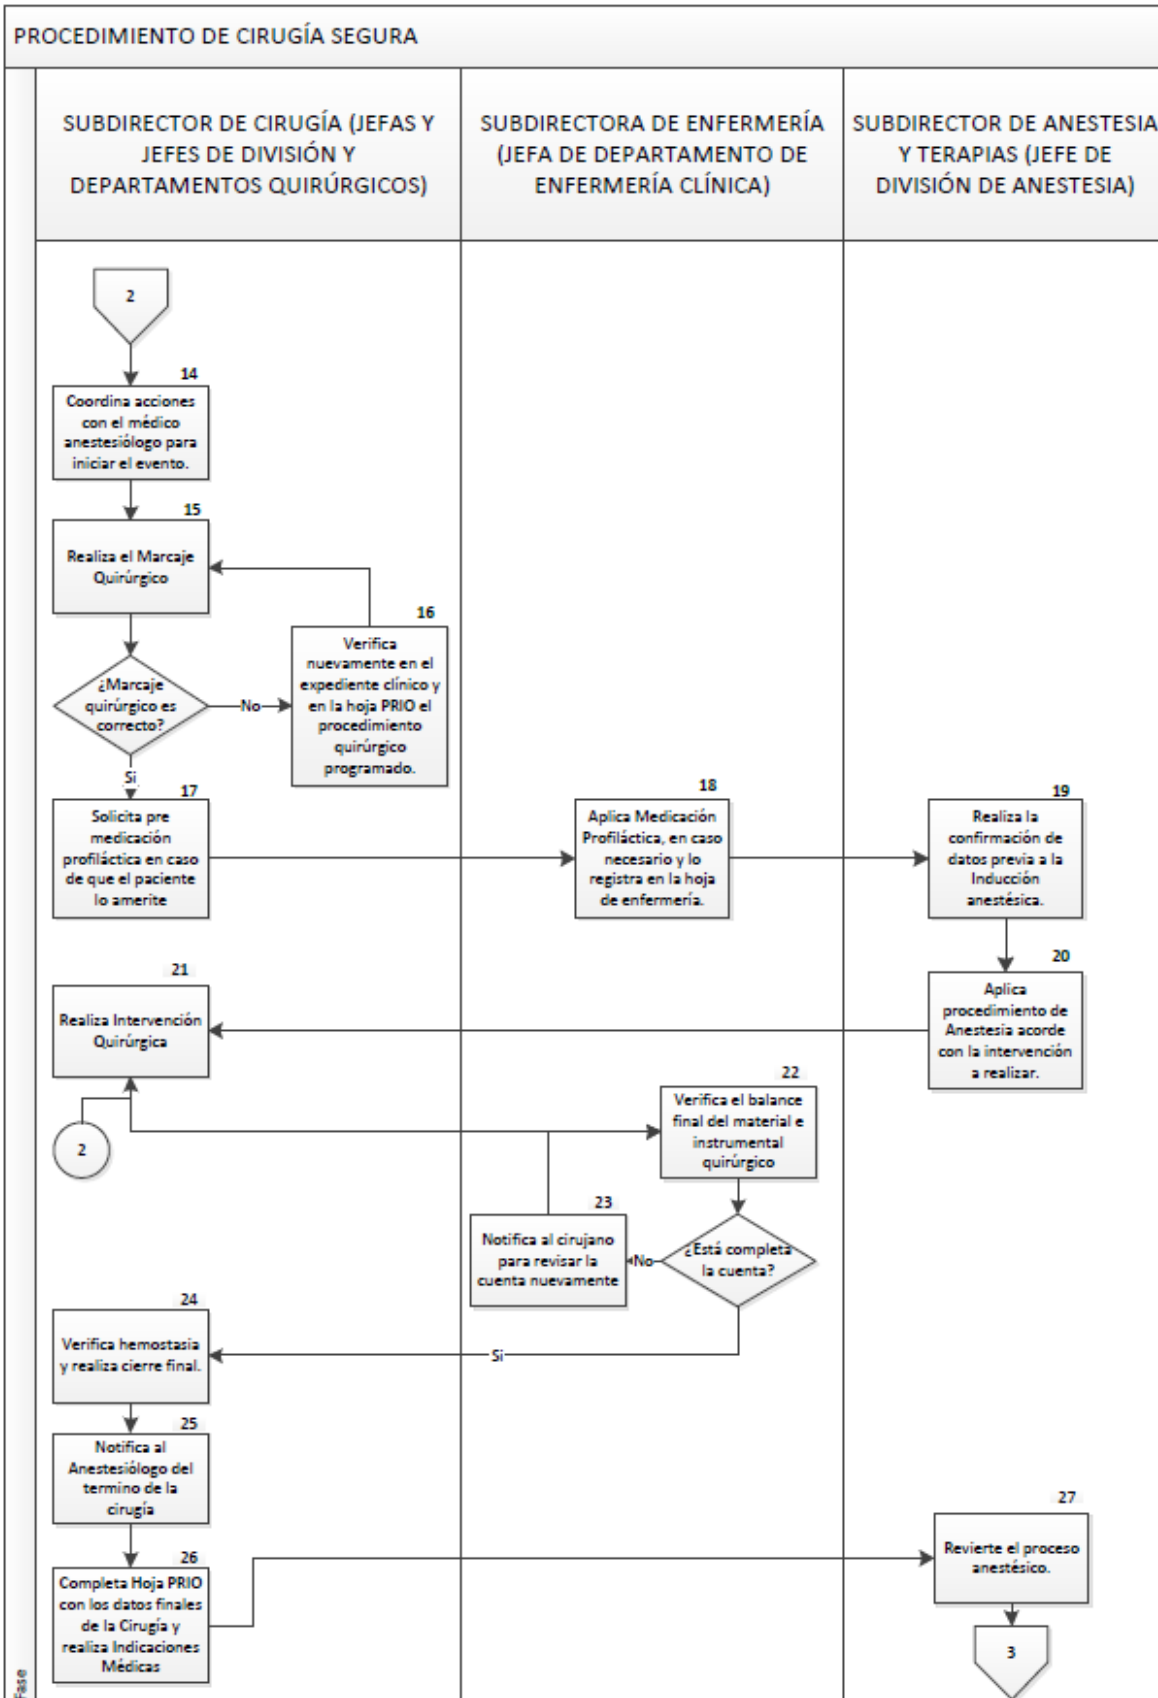 PROCEDIMIENTO DE CIRUGÍA SEGURA
SUBDIRECTOR DE CIRUGÍA (JEFAS Y
JEFES DE DIVISIÓN Y
DEPARTAMENTOS QUIRÚRGICOS)
SUBDIRECTORA DE ENFERMERÍA
(JEFA DE DEPARTAMENTO DE
ENFERMERÍA CLÍNICA)
SUBDIRECTOR DE ANESTESIA
Y TERAPIAS (JEFE DE
DIVISIÓN DE ANESTESIA)
2
14
Coordina acciones
con el médico
anestesiólogo para
iniciar el evento.
15
Realiza el Marcaje
Quirúrgico
16
Verifica
nuevamente en el
expediente clínico y
en la hoja PRIO el
procedimiento
quirúrgico
programado.
¿Marcaje
quirúrgico es
correcto?
No
Si
17
Solicita pre
medicación
profiláctica en caso
de que el paciente
lo amerite
18
Aplica Medicación
Profiláctica, en caso
necesario y lo
registra en la hoja
de enfermería.
19
Realiza la
confirmación de
datos previa a la
Inducción
anestésica.
20
Aplica
procedimiento de
Anestesia acorde
con la intervención
a realizar.
21
Realiza Intervención
Quirúrgica
2
22
Verifica el balance
final del material e
instrumental
quirúrgico
23
Notifica al cirujano
para revisar la
cuenta nuevamente
No
¿Está completa
la cuenta?
Si
24
Verifica hemostasia
y realiza cierre final.
25
Notifica al
Anestesiólogo del
termino de la
cirugía
26
Completa Hoja PRIO
con los datos finales
de la Cirugía y
realiza Indicaciones
Médicas
27
Revierte el proceso
anestésico.
3
Fase